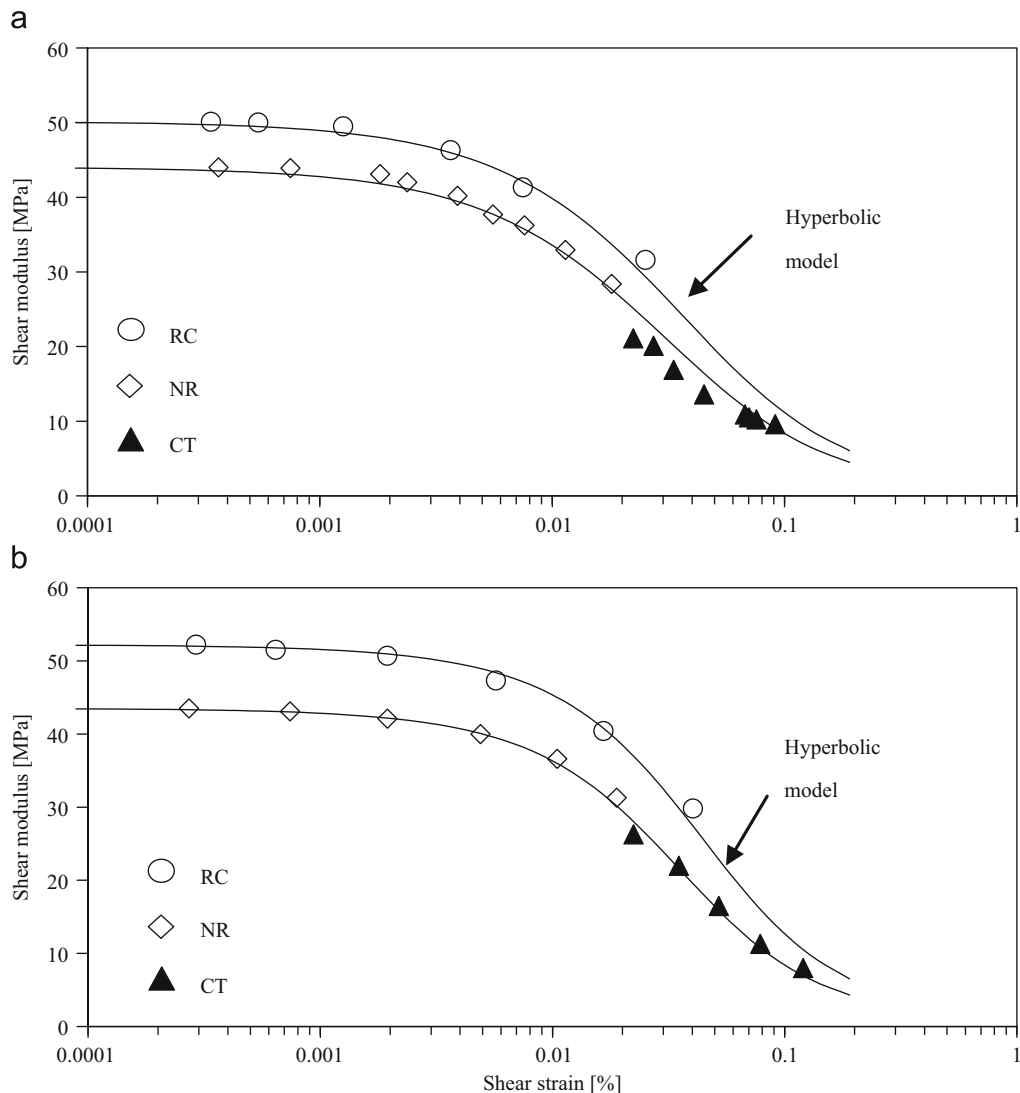 a
60
50
40
30
20
10
0
Shear modulus [MPa]
Hyperbolic
model
RC
NR
CT
0.0001
0.001
0.01
0.1
1
b
60
50
40
30
20
10
0
Shear modulus [MPa]
Hyperbolic
model
RC
NR
CT
0.0001
0.001
0.01
0.1
1
Shear strain [%]